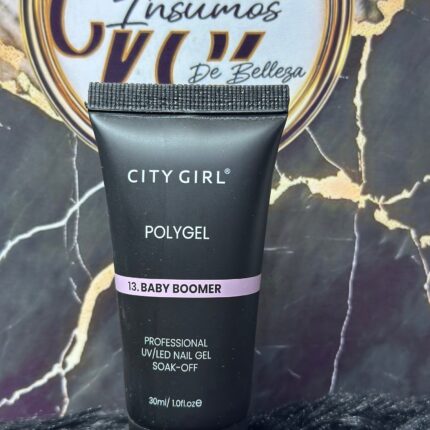 Insumos
De Belleza
CITY GIRL®
POLYGEL
13. BABY BOOMER
PROFESSIONAL
UV/LED NAIL GEL
SOAK-OFF
30ml/ 1.0fl.oz℮